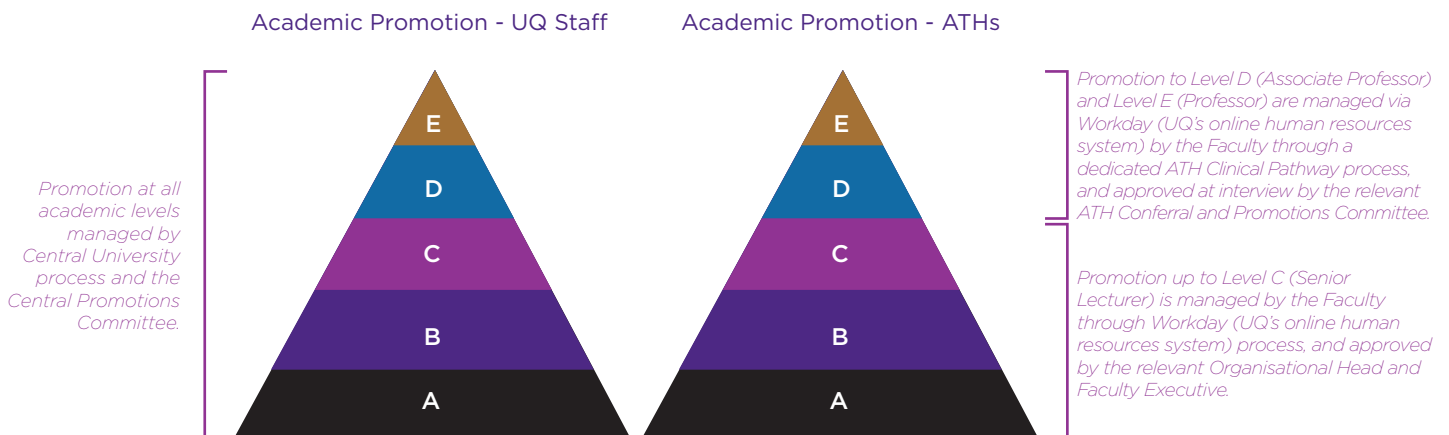 Academic Promotion - UQ Staff
Academic Promotion - ATHs
Promotion at all
academic levels
managed by
Central University
process and the
Central Promotions
Committee.
E
D
C
B
A
E
D
C
B
A
Promotion to Level D (Associate Professor)
and Level E (Professor) are managed via
Workday (UQ's online human resources
system) by the Faculty through a
dedicated ATH Clinical Pathway process,
and approved at interview by the relevant
ATH Conferral and Promotions Committee.
Promotion up to Level C (Senior
Lecturer) is managed by the Faculty
through Workday (UQ's online human
resources system) process, and approved
by the relevant Organisational Head and
Faculty Executive.